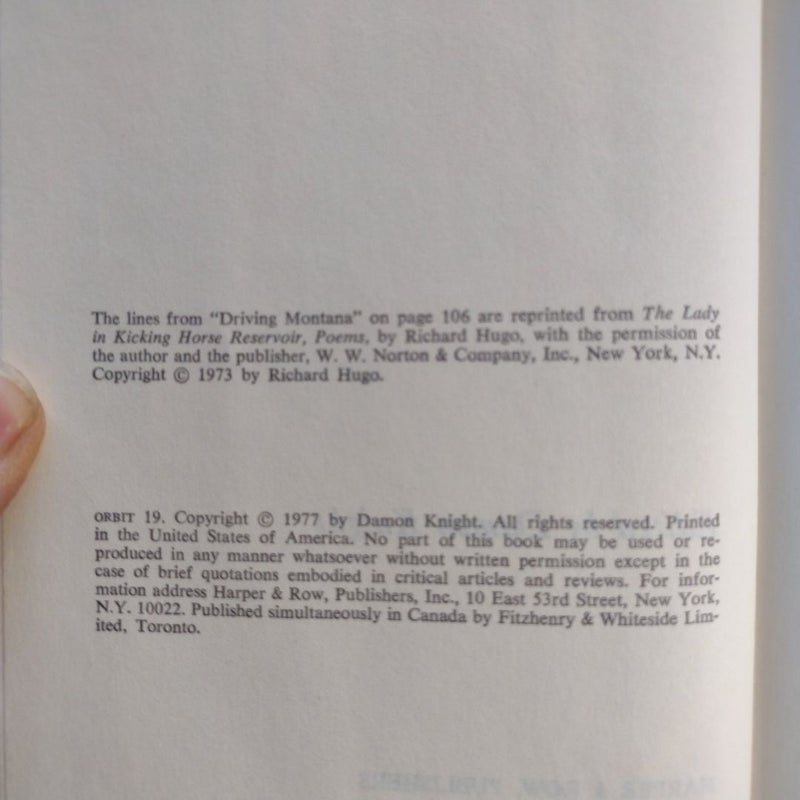 The lines from “Driving Montana” on page 106 are reprinted from The Lady
in Kicking Horse Reservoir, Poems, by Richard Hugo, with the permission of
the author and the publisher, W. W. Norton & Company, Inc., New York, N.Y.
Copyright © 1973 by Richard Hugo.
ORBIT 19. Copyright © 1977 by Damon Knight. All rights reserved. Printed
in the United States of America. No part of this book may be used or re-
produced in any manner whatsoever without written permission except in the
case of brief quotations embodied in critical articles and reviews. For infor-
mation address Harper & Row, Publishers, Inc., 10 East 53rd Street, New York,
N.Y. 10022. Published simultaneously in Canada by Fitzhenry & Whiteside Lim-
ited, Toronto.